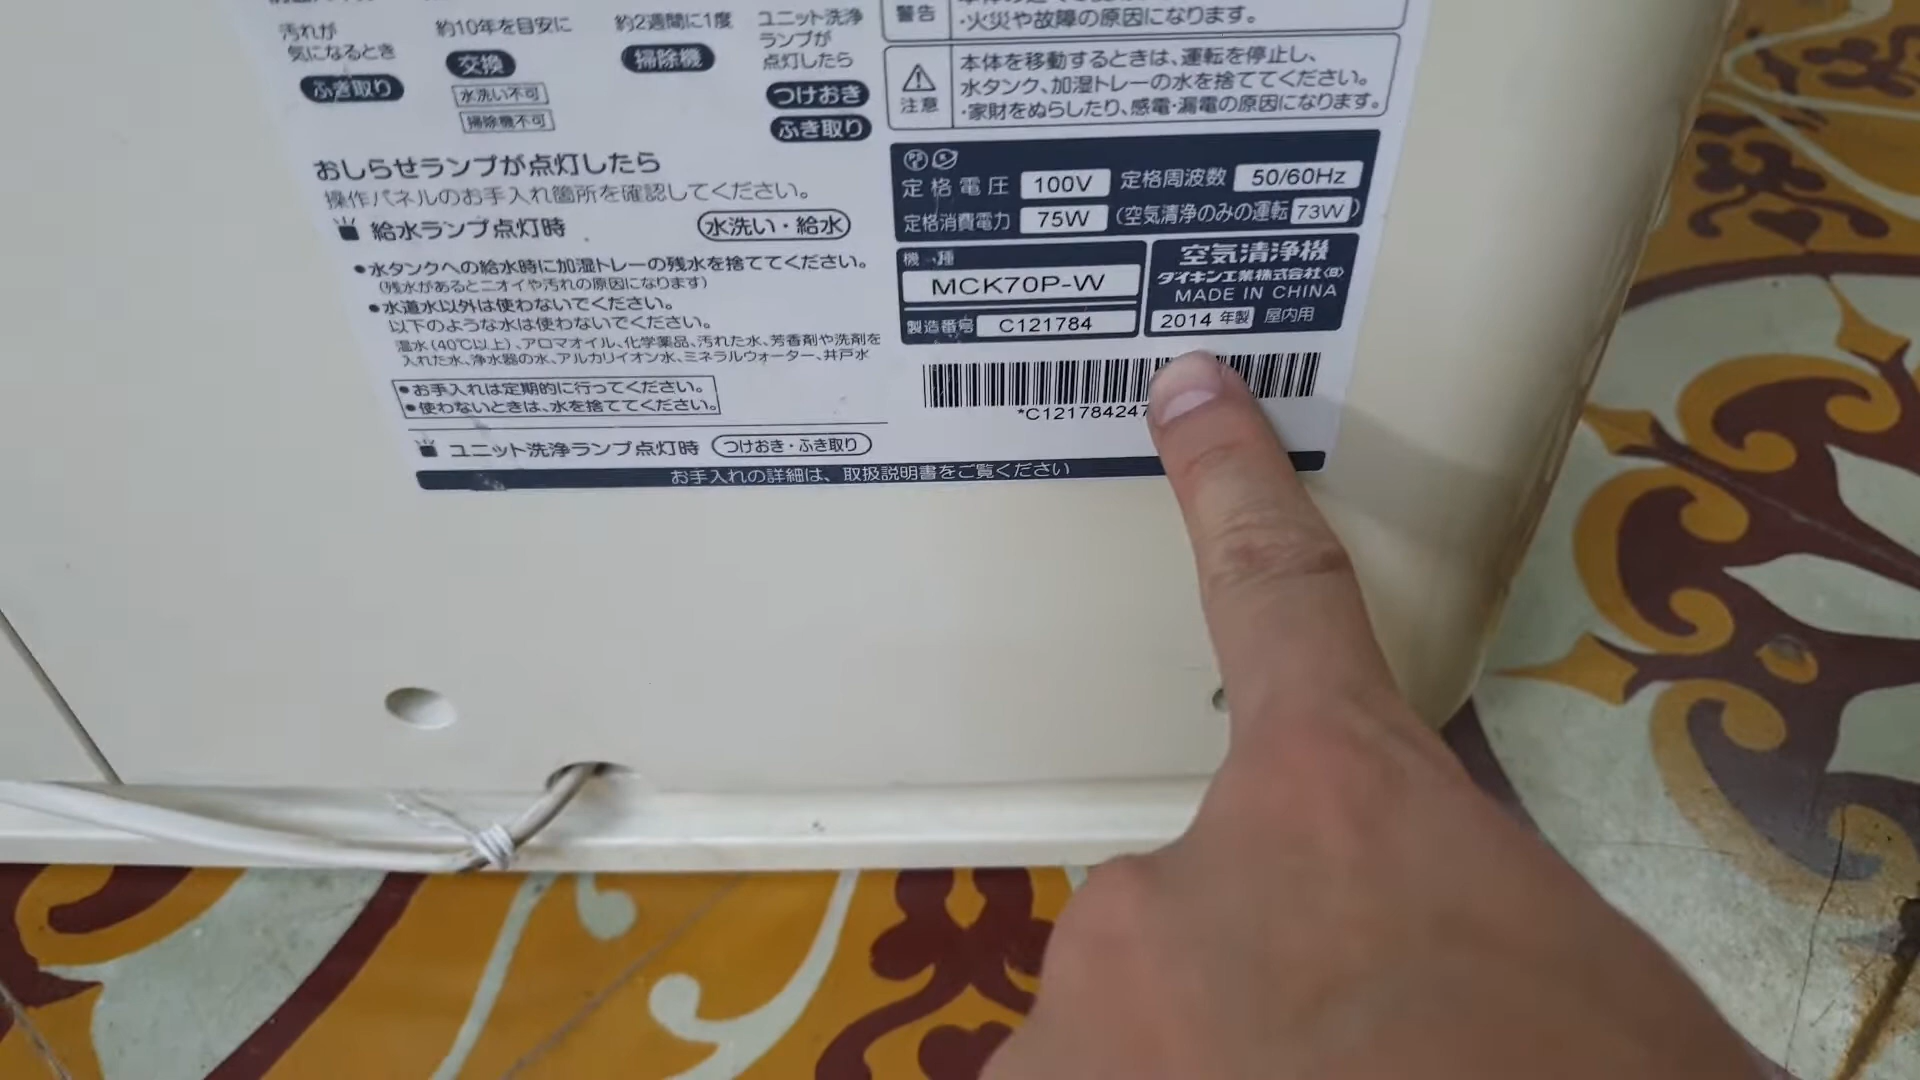 汚れが
気になるとき
ふき取り
約10年を目安に
交換
水洗い不可
掃除機不可
約2週間に1度
掃除機
ユニット洗浄
ランプが
点灯したら
つけおき
ふき取り
おしらせランプが点灯したら
操作パネルのお手入れ箇所を確認してください。
給水ランプ点灯時
水洗い・給水
●水タンクへの給水時に加湿トレーの残水を捨ててください。
(残水があるとニオイや汚れの原因になります)
●水道水以外は使わないでください。
以下のような水は使わないでください。
温水(40℃以上)、アロマオイル、化学薬品、汚れた水、芳香剤や洗剤を
入れた水、浄水器の水、アルカリイオン水、ミネラルウォーター、井戸水
●お手入れは定期的に行ってください。
●使わないときは、水を捨ててください。
ユニット洗浄ランプ点灯時
つけおき・ふき取り
お手入れの詳細は、取扱説明書をご覧ください
警告
・火災や故障の原因になります。
注意
本体を移動するときは、運転を停止し、
水タンク、加湿トレーの水を捨ててください。
・家財をぬらしたり、感電・漏電の原因になります。
PS E
定格電圧 100V 定格周波数 50/60Hz
定格消費電力 75W (空気清浄のみの運転 73W)
機種
MCK70P-W
製造番号 C121784
空気清浄機
ダイキン工業株式会社
MADE IN CHINA
2014 年製 屋内用
*C121784247